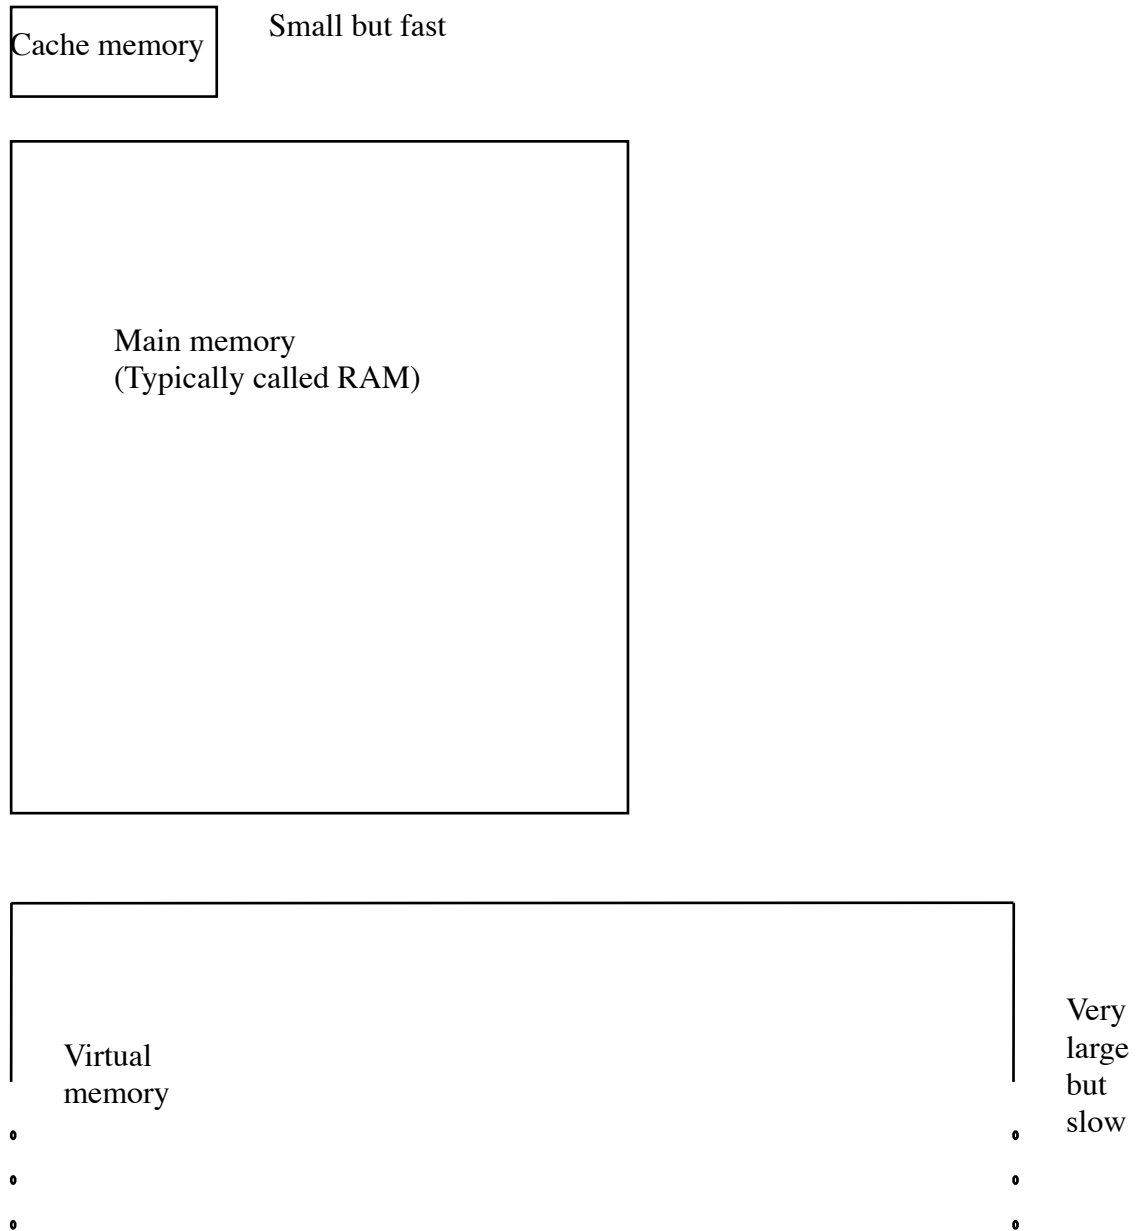 Cache memory
Small but fast
Main memory
(Typically called RAM)
Virtual
memory
Very
large
but
slow